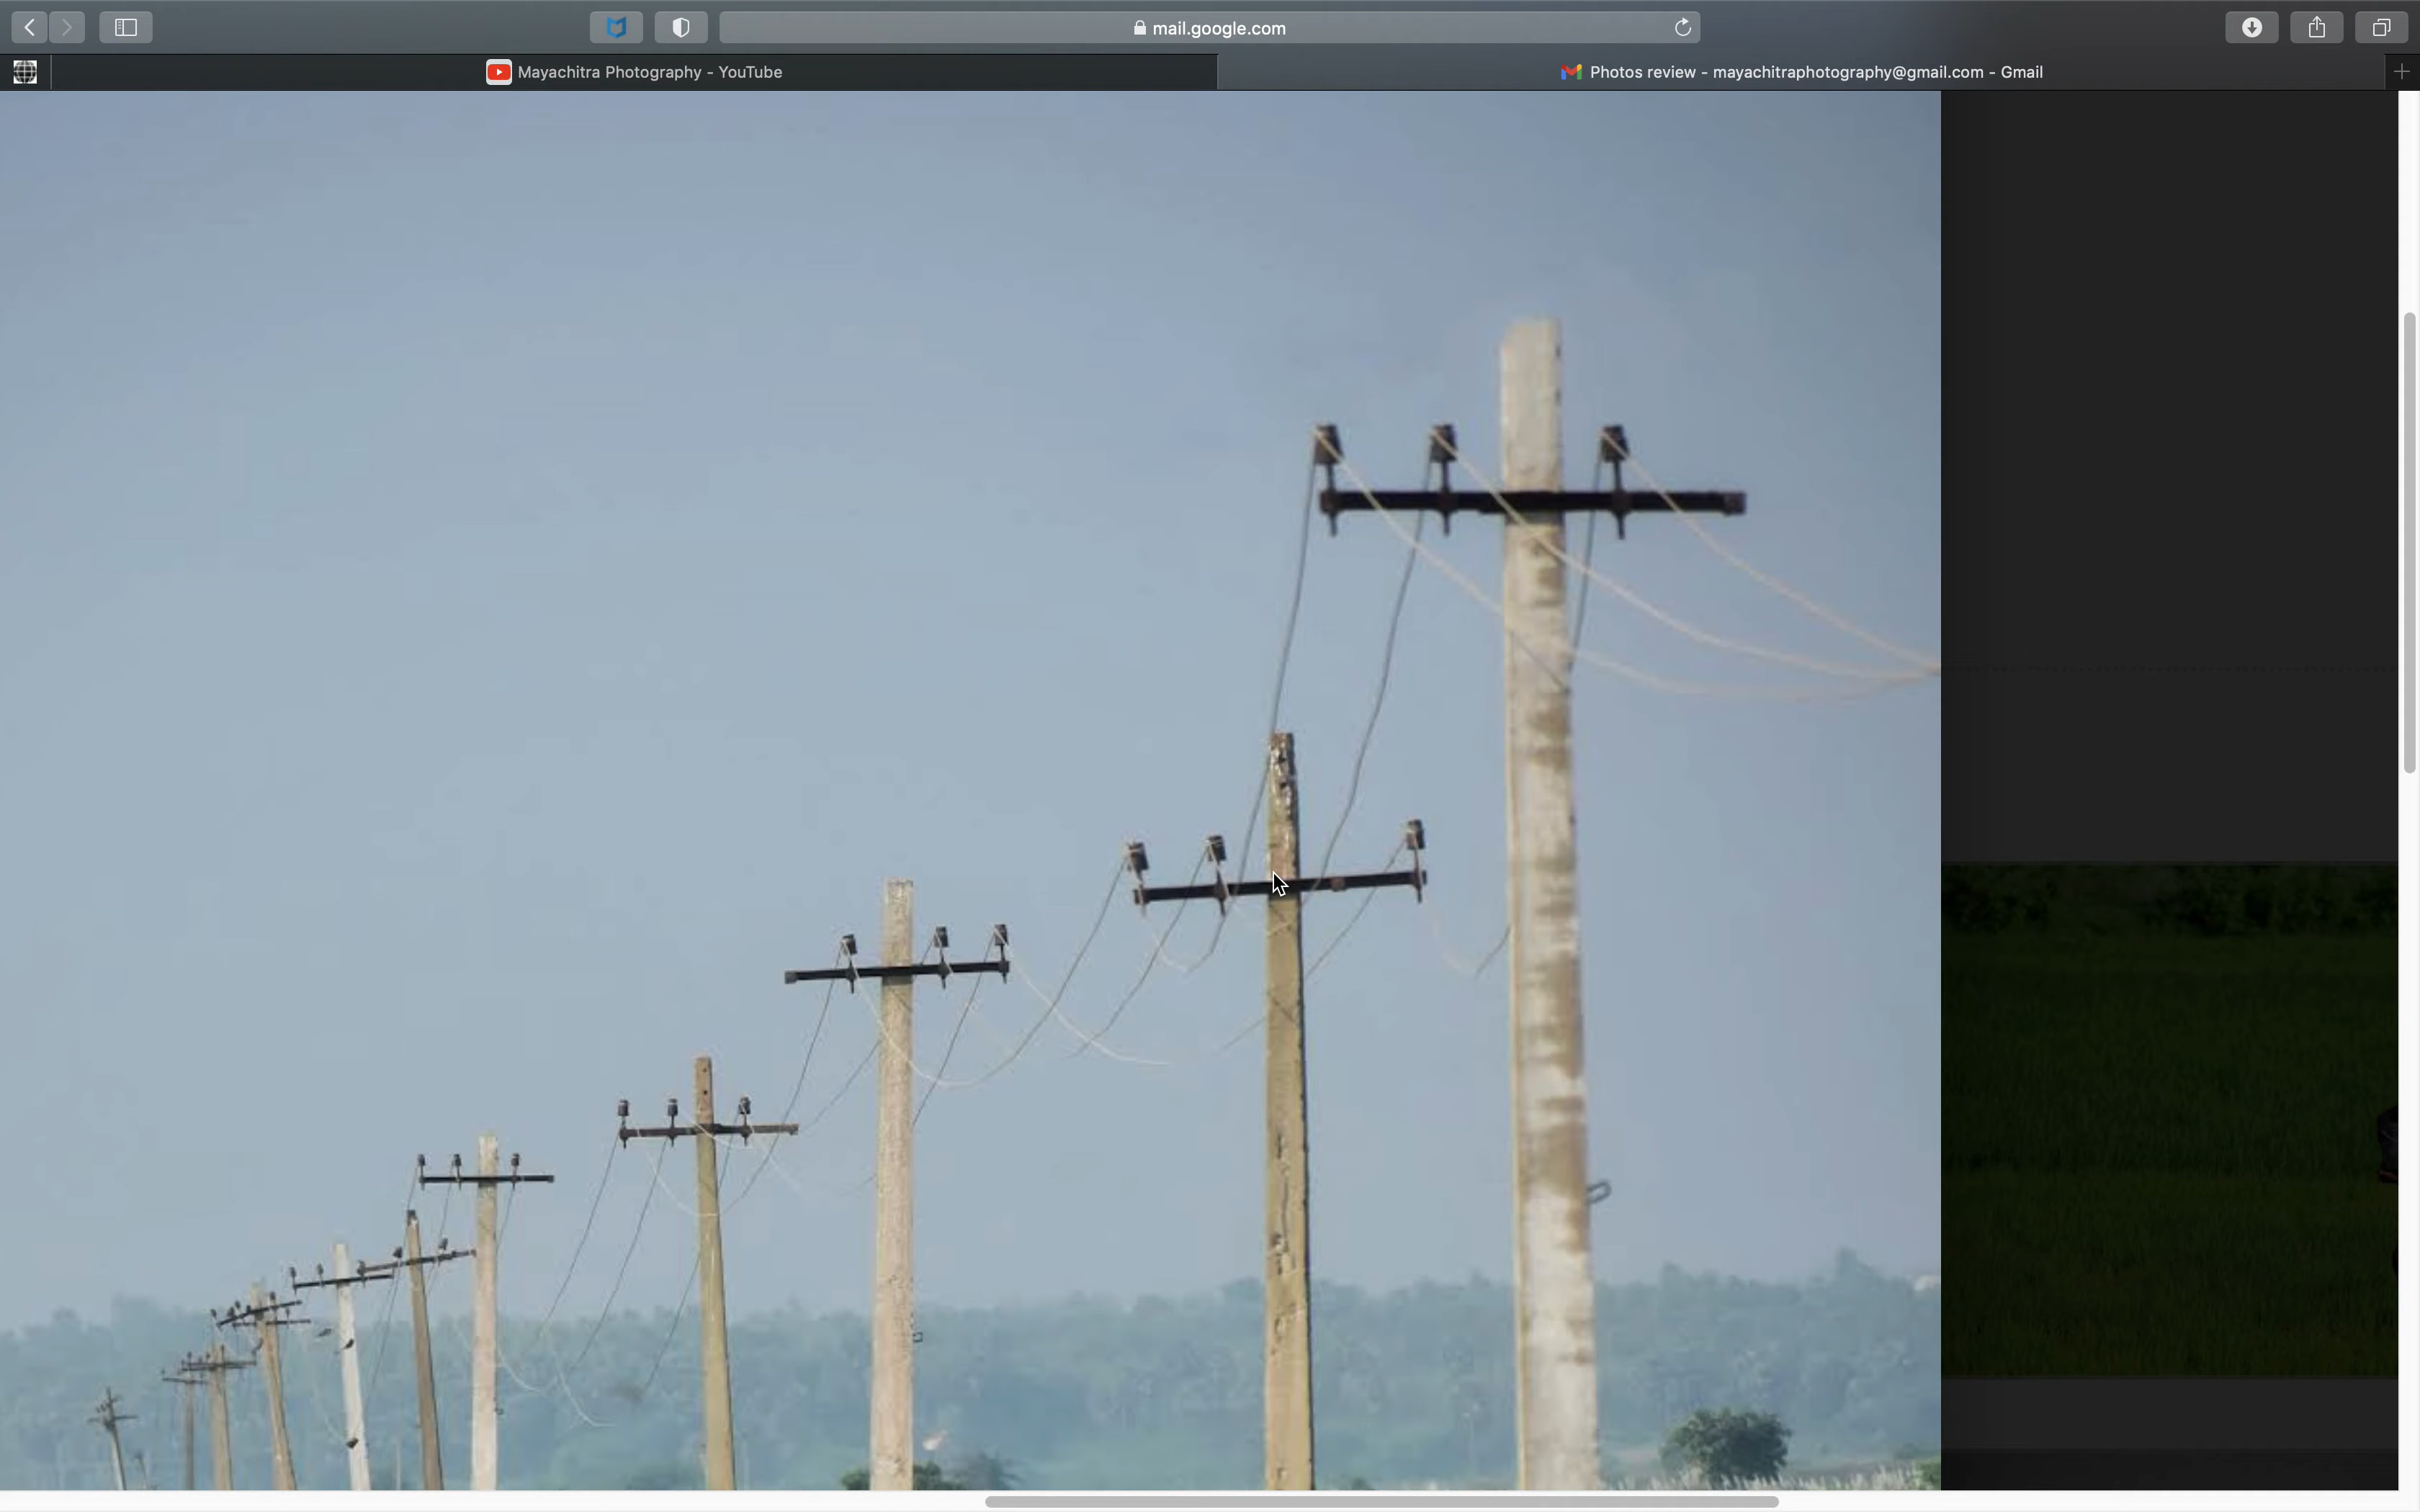 mail.google.com
Mayachitra Photography - YouTube
Photos review - mayachitraphotography@gmail.com - Gmail